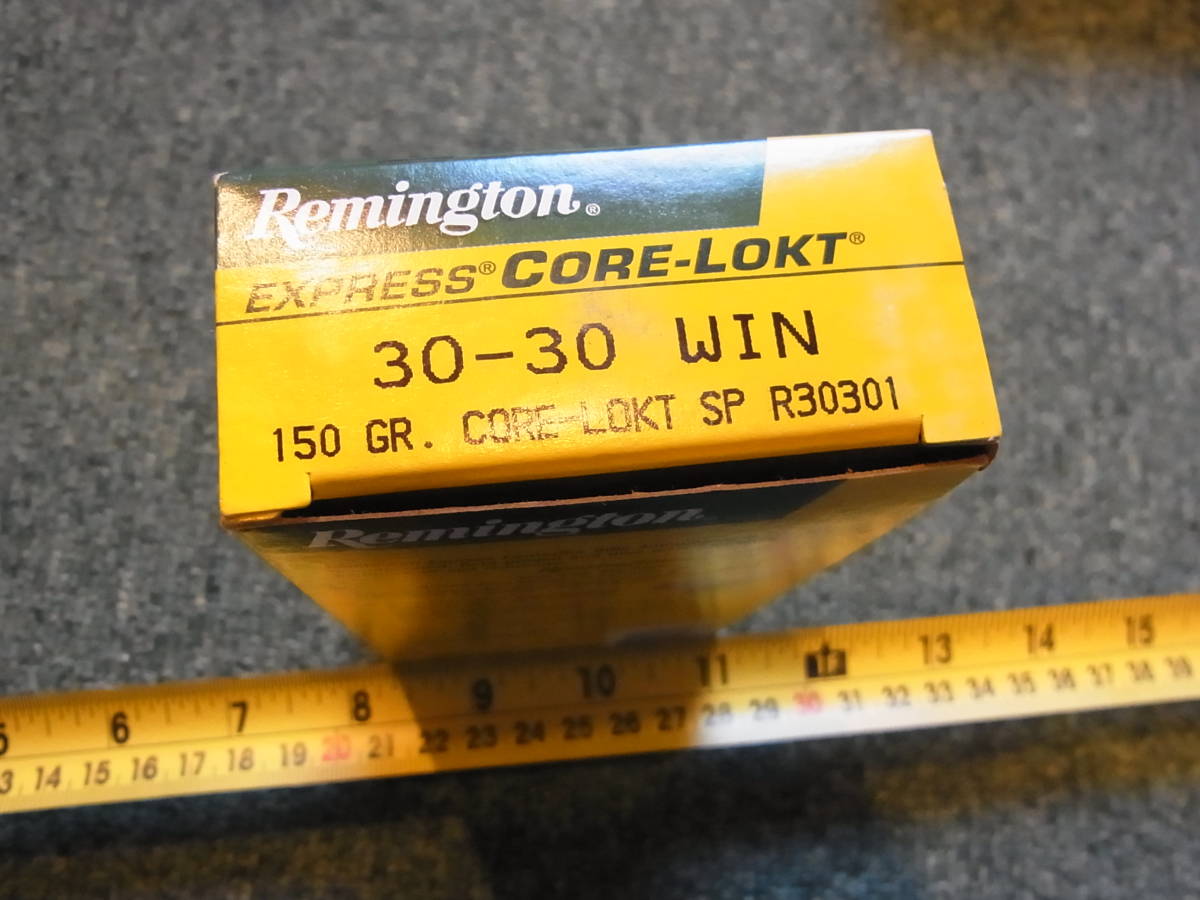 Remington®
EXPRESS® CORE-LOKT®
30-30 WIN
150 GR. CORE-LOKT SP R30301
Remington.
5 6 7 8 9 10 11 1 13 14 15
3 14 15 16 17 18 19 20 21 22 23 24 25 26 27 28 29 30 31 32 33 34 35 36 37 38 39